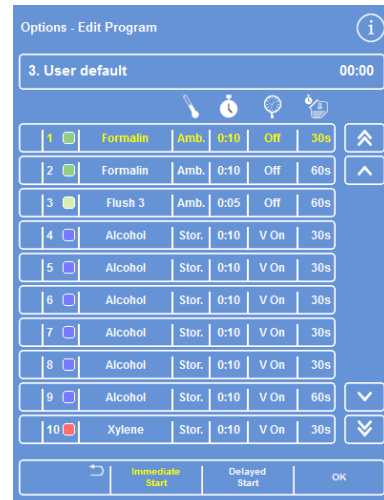 Options - Edit Program i
3. User default 00:00
1 Formalin Amb. 0:10 Off 30s
2 Formalin Amb. 0:10 Off 60s
3 Flush 3 Amb. 0:05 Off 60s
4 Alcohol Stor. 0:10 V On 30s
5 Alcohol Stor. 0:10 V On 30s
6 Alcohol Stor. 0:10 V On 30s
7 Alcohol Stor. 0:10 V On 30s
8 Alcohol Stor. 0:10 V On 30s
9 Alcohol Stor. 0:10 V On 60s
10 Xylene Stor. 0:10 V On 30s
Immediate Delayed OK
Start Start